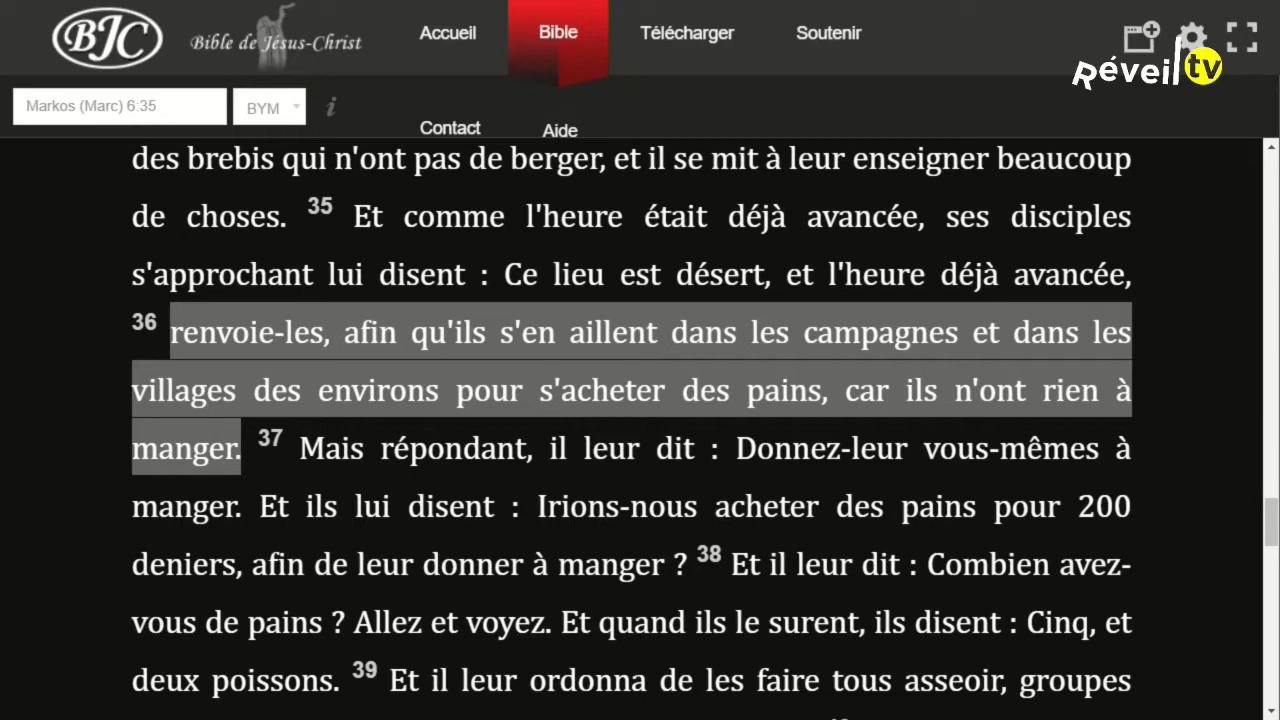 BJC
Bible de Jésus-Christ
Accueil
Bible
Télécharger
Soutenir
Réveil tv
Markos (Marc) 6:35
BYM
i
Contact
Aide
des brebis qui n'ont pas de berger, et il se mit à leur enseigner beaucoup
de choses. 35 Et comme l'heure était déjà avancée, ses disciples
s'approchant lui disent : Ce lieu est désert, et l'heure déjà avancée,
36 renvoie-les, afin qu'ils s'en aillent dans les campagnes et dans les
villages des environs pour s'acheter des pains, car ils n'ont rien à
manger. 37 Mais répondant, il leur dit : Donnez-leur vous-mêmes à
manger. Et ils lui disent : Irions-nous acheter des pains pour 200
deniers, afin de leur donner à manger ? 38 Et il leur dit : Combien avez-
vous de pains ? Allez et voyez. Et quand ils le surent, ils disent : Cinq, et
deux poissons. 39 Et il leur ordonna de les faire tous asseoir, groupes